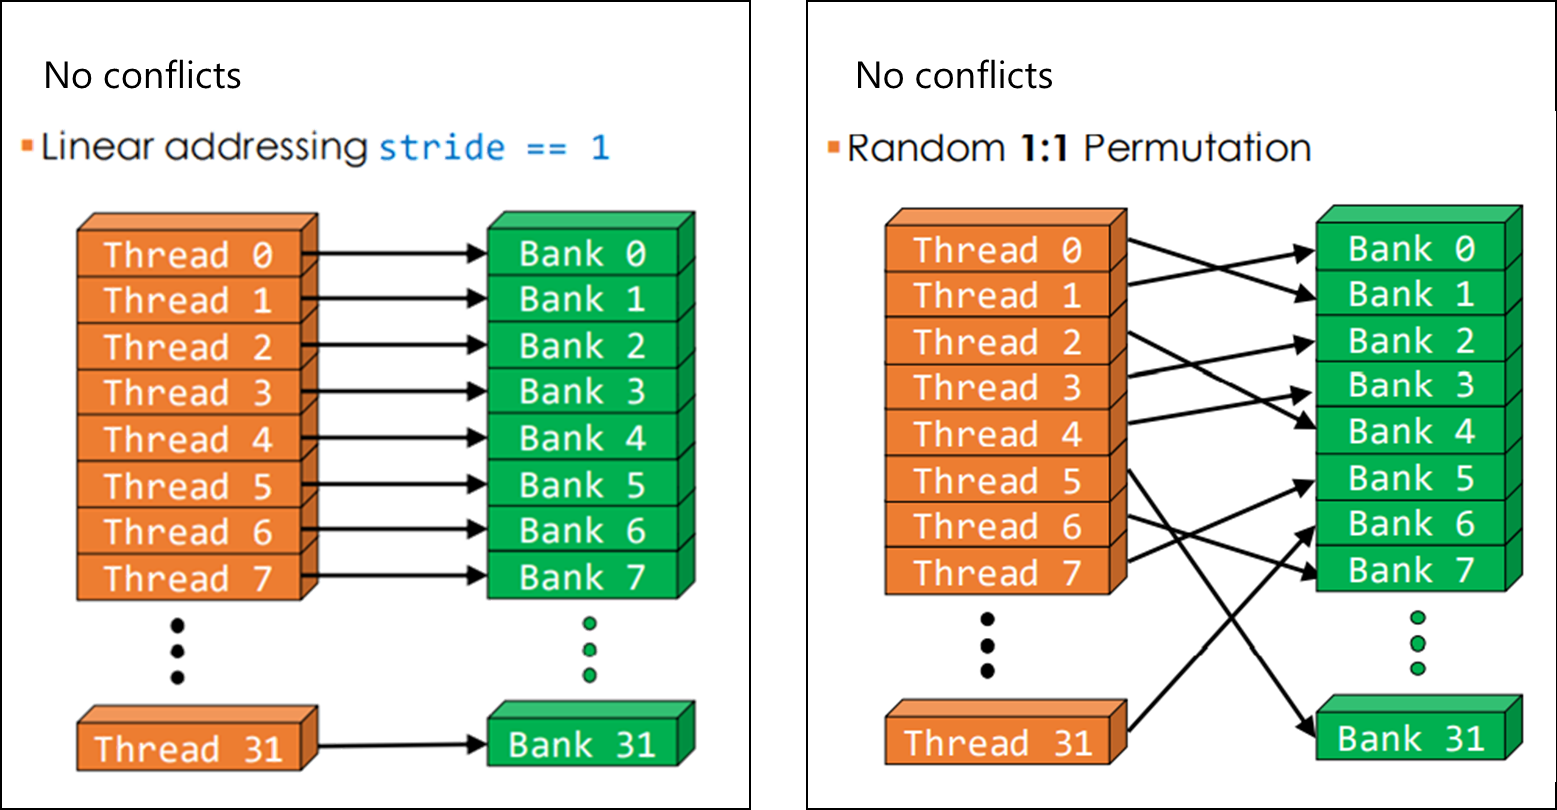 No conflicts
▪ Linear addressing stride == 1
Thread 0
Thread 1
Thread 2
Thread 3
Thread 4
Thread 5
Thread 6
Thread 7
Thread 31
Bank 0
Bank 1
Bank 2
Bank 3
Bank 4
Bank 5
Bank 6
Bank 7
Bank 31
No conflicts
▪ Random 1:1 Permutation
Thread 0
Thread 1
Thread 2
Thread 3
Thread 4
Thread 5
Thread 6
Thread 7
Thread 31
Bank 0
Bank 1
Bank 2
Bank 3
Bank 4
Bank 5
Bank 6
Bank 7
Bank 31